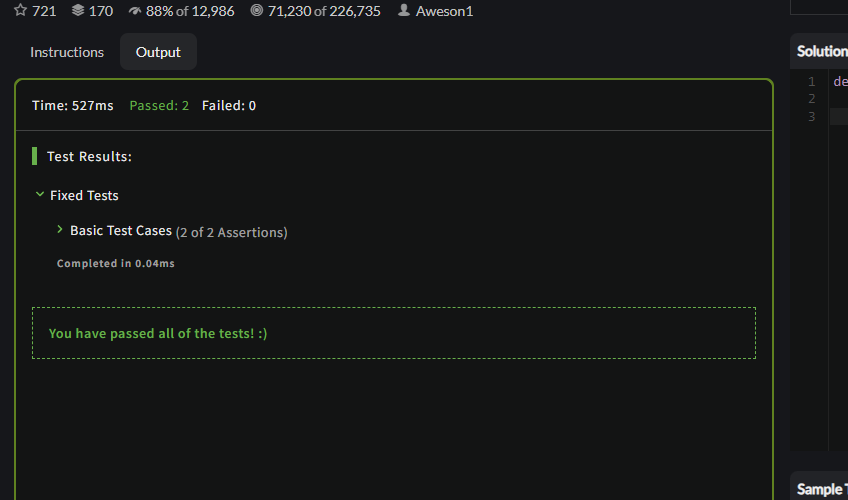 721 170 88% of 12,986 71,230 of 226,735 Aweson1
Instructions Output
Time: 527ms Passed: 2 Failed: 0
Test Results:
Fixed Tests
Basic Test Cases (2 of 2 Assertions)
Completed in 0.04ms
You have passed all of the tests! :)
Solution
1 de
2
3
Sample T